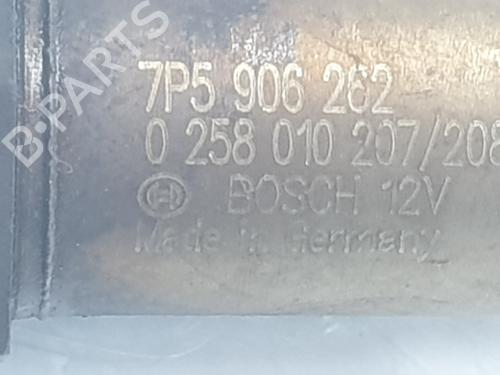 B-PARTS
7P5 906 262
0 258 010 207/208
BOSCH 12V
Made in Germany